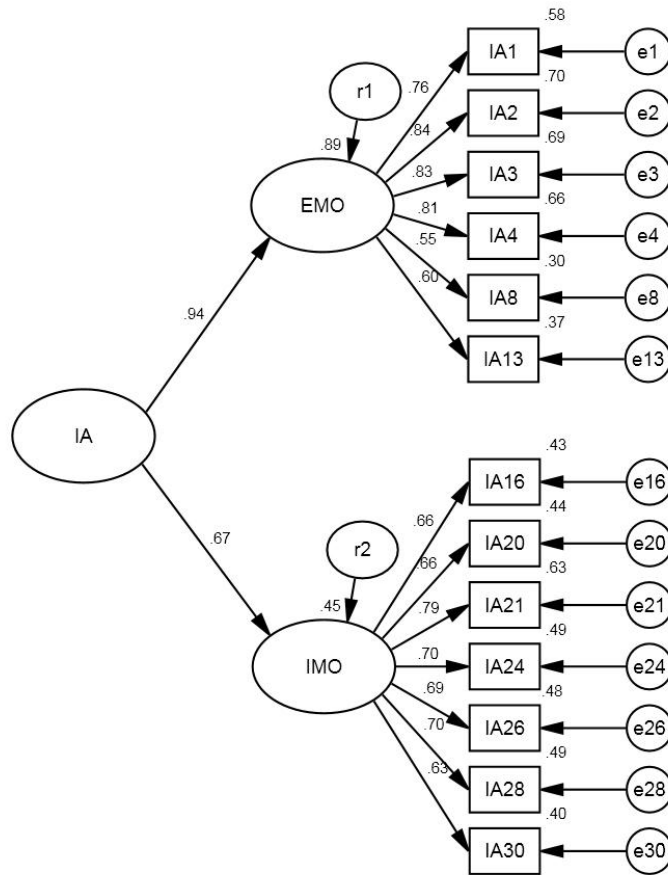 .58
IA1
e1
.76
.70
r1
IA2
e2
.84
.69
.89
.83
IA3
e3
EMO
.81
.66
IA4
e4
.55
.30
.60
IA8
e8
.94
.37
IA13
e13
IA
.43
IA16
e16
.67
.66
.44
r2
IA20
e20
.66
.63
.45
.79
IA21
e21
.49
IMO
.70
IA24
e24
.69
.48
IA26
e26
.70
.49
IA28
e28
.63
.40
IA30
e30